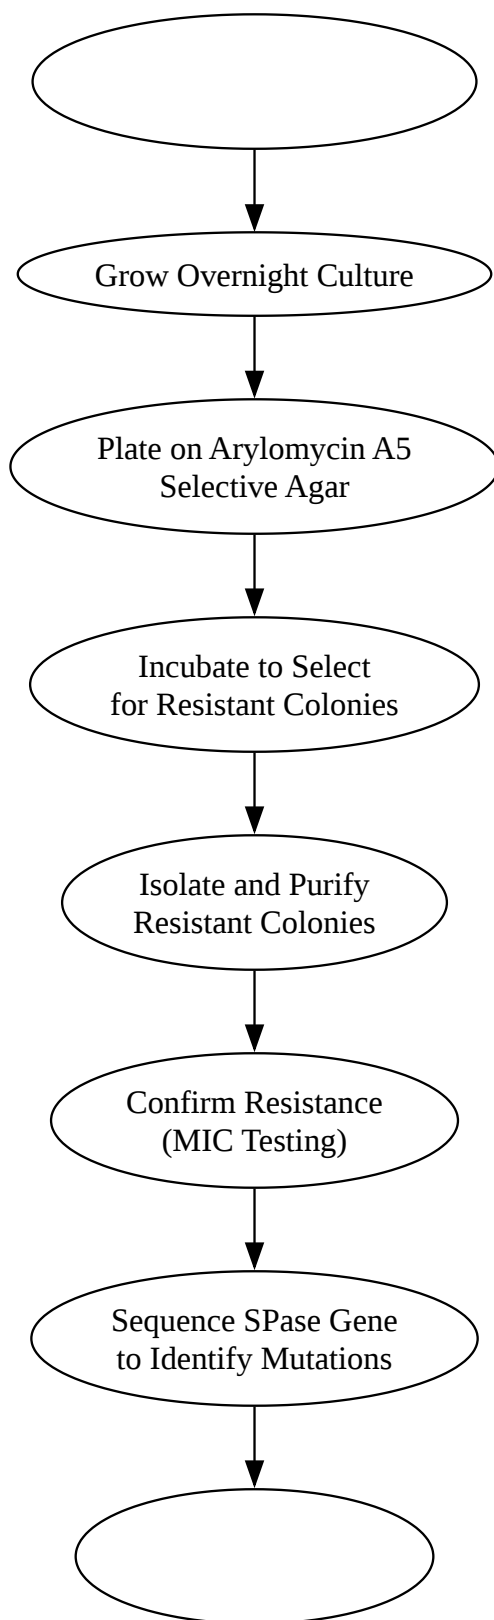 Grow Overnight Culture
Plate on Arylomycin A5
Selective Agar
Incubate to Select
for Resistant Colonies
Isolate and Purify
Resistant Colonies
Confirm Resistance
(MIC Testing)
Sequence SPase Gene
to Identify Mutations